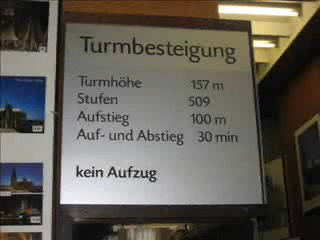 Turmbesteigung
Turmhöhe 157 m
Stufen 509
Aufstieg 100 m
Auf- und Abstieg 30 min
kein Aufzug